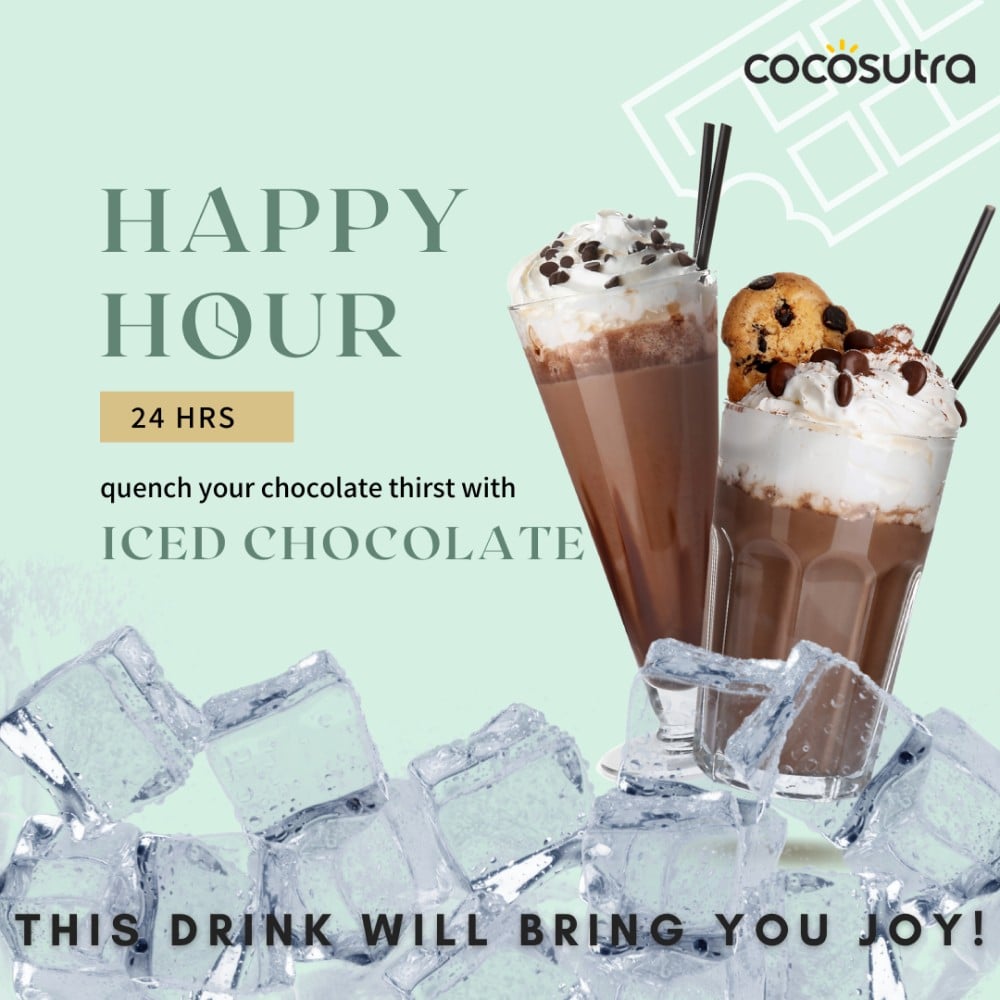 cocosutra
HAPPY
HOUR
24 HRS
quench your chocolate thirst with
ICED CHOCOLATE
THIS DRINK WILL BRING YOU JOY!